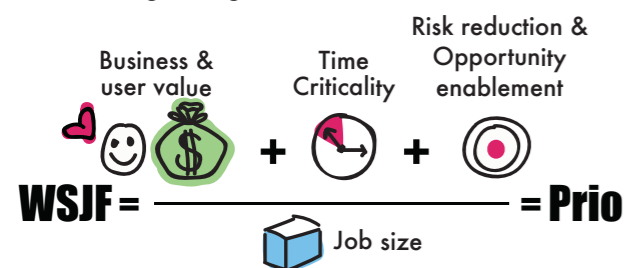 Risk reduction &
Business & Time Opportunity
user value Criticality enablement
$ + +
WSJF = = Prio
Job size